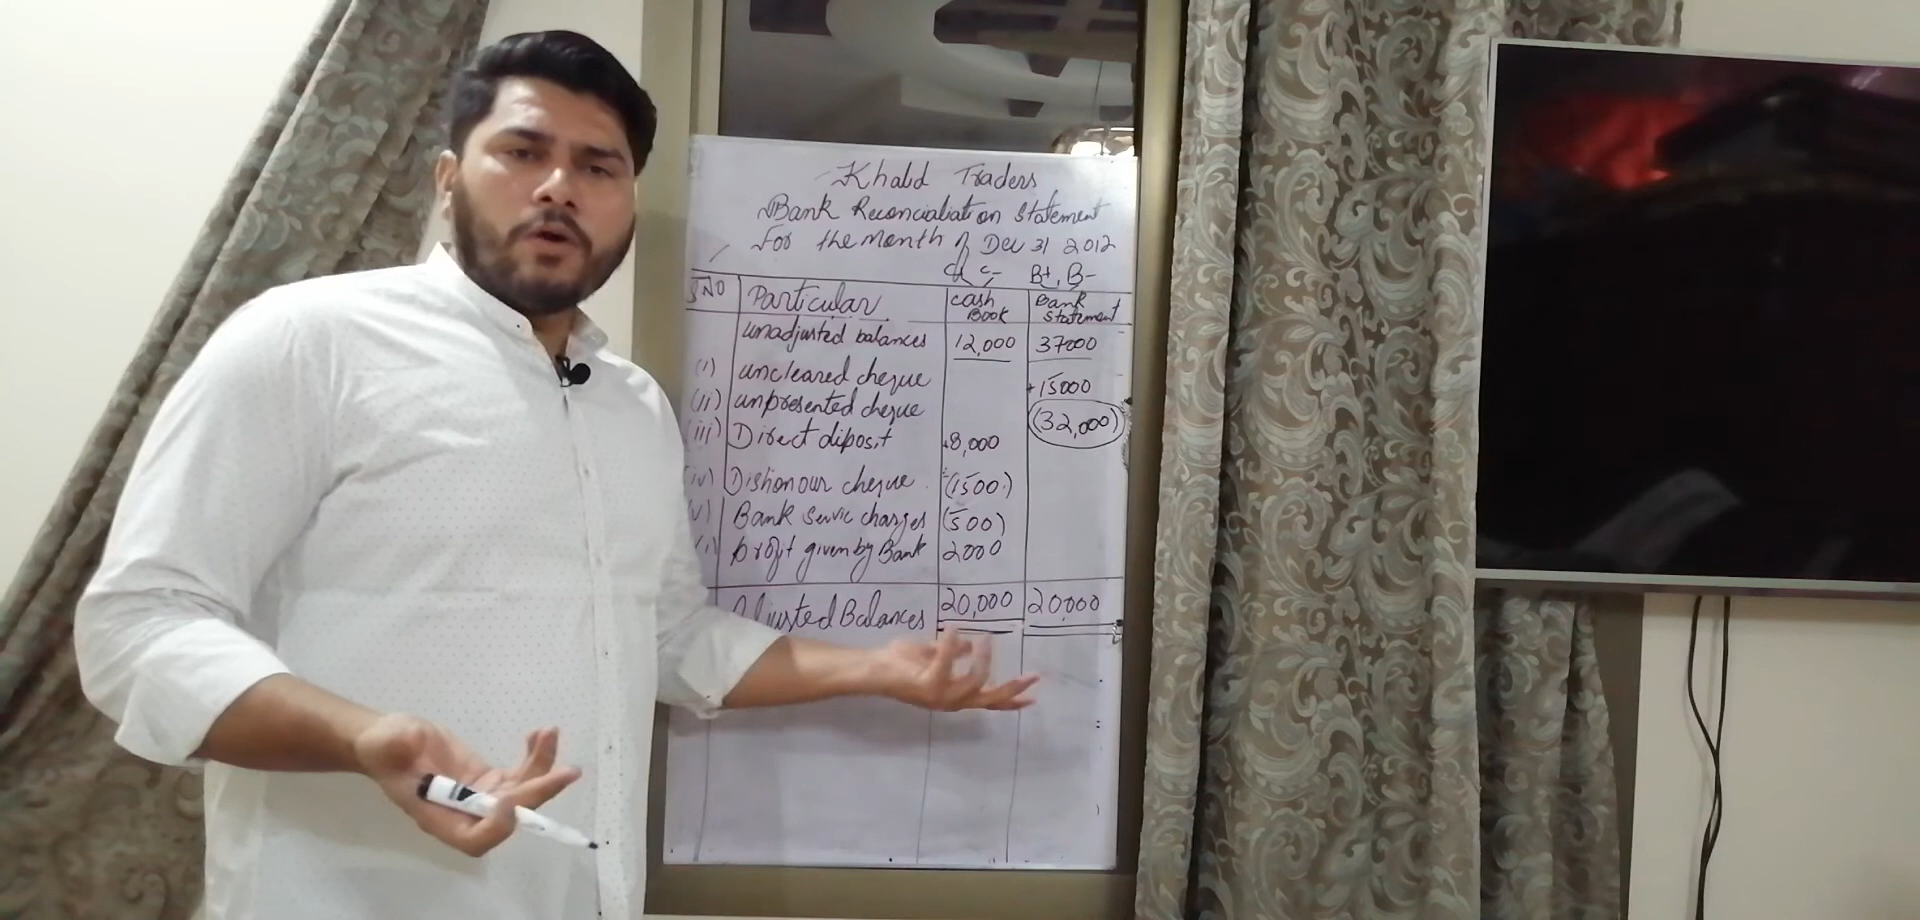 Khalid Traders
Bank Reconcialiation Statement
For the month of Dec 31 2012
C+, C- B+, B-
S.NO Particular Cash Book Bank Statement
unadjusted balances 12,000 37000
(i) uncleared cheque +15000
(ii) unpresented cheque (32,000)
(iii) Direct diposit +8,000
(iv) Dishonour cheque (1500)
(v) Bank Servic charges (500)
profit given by Bank 2000
Adjusted Balances 20,000 20000